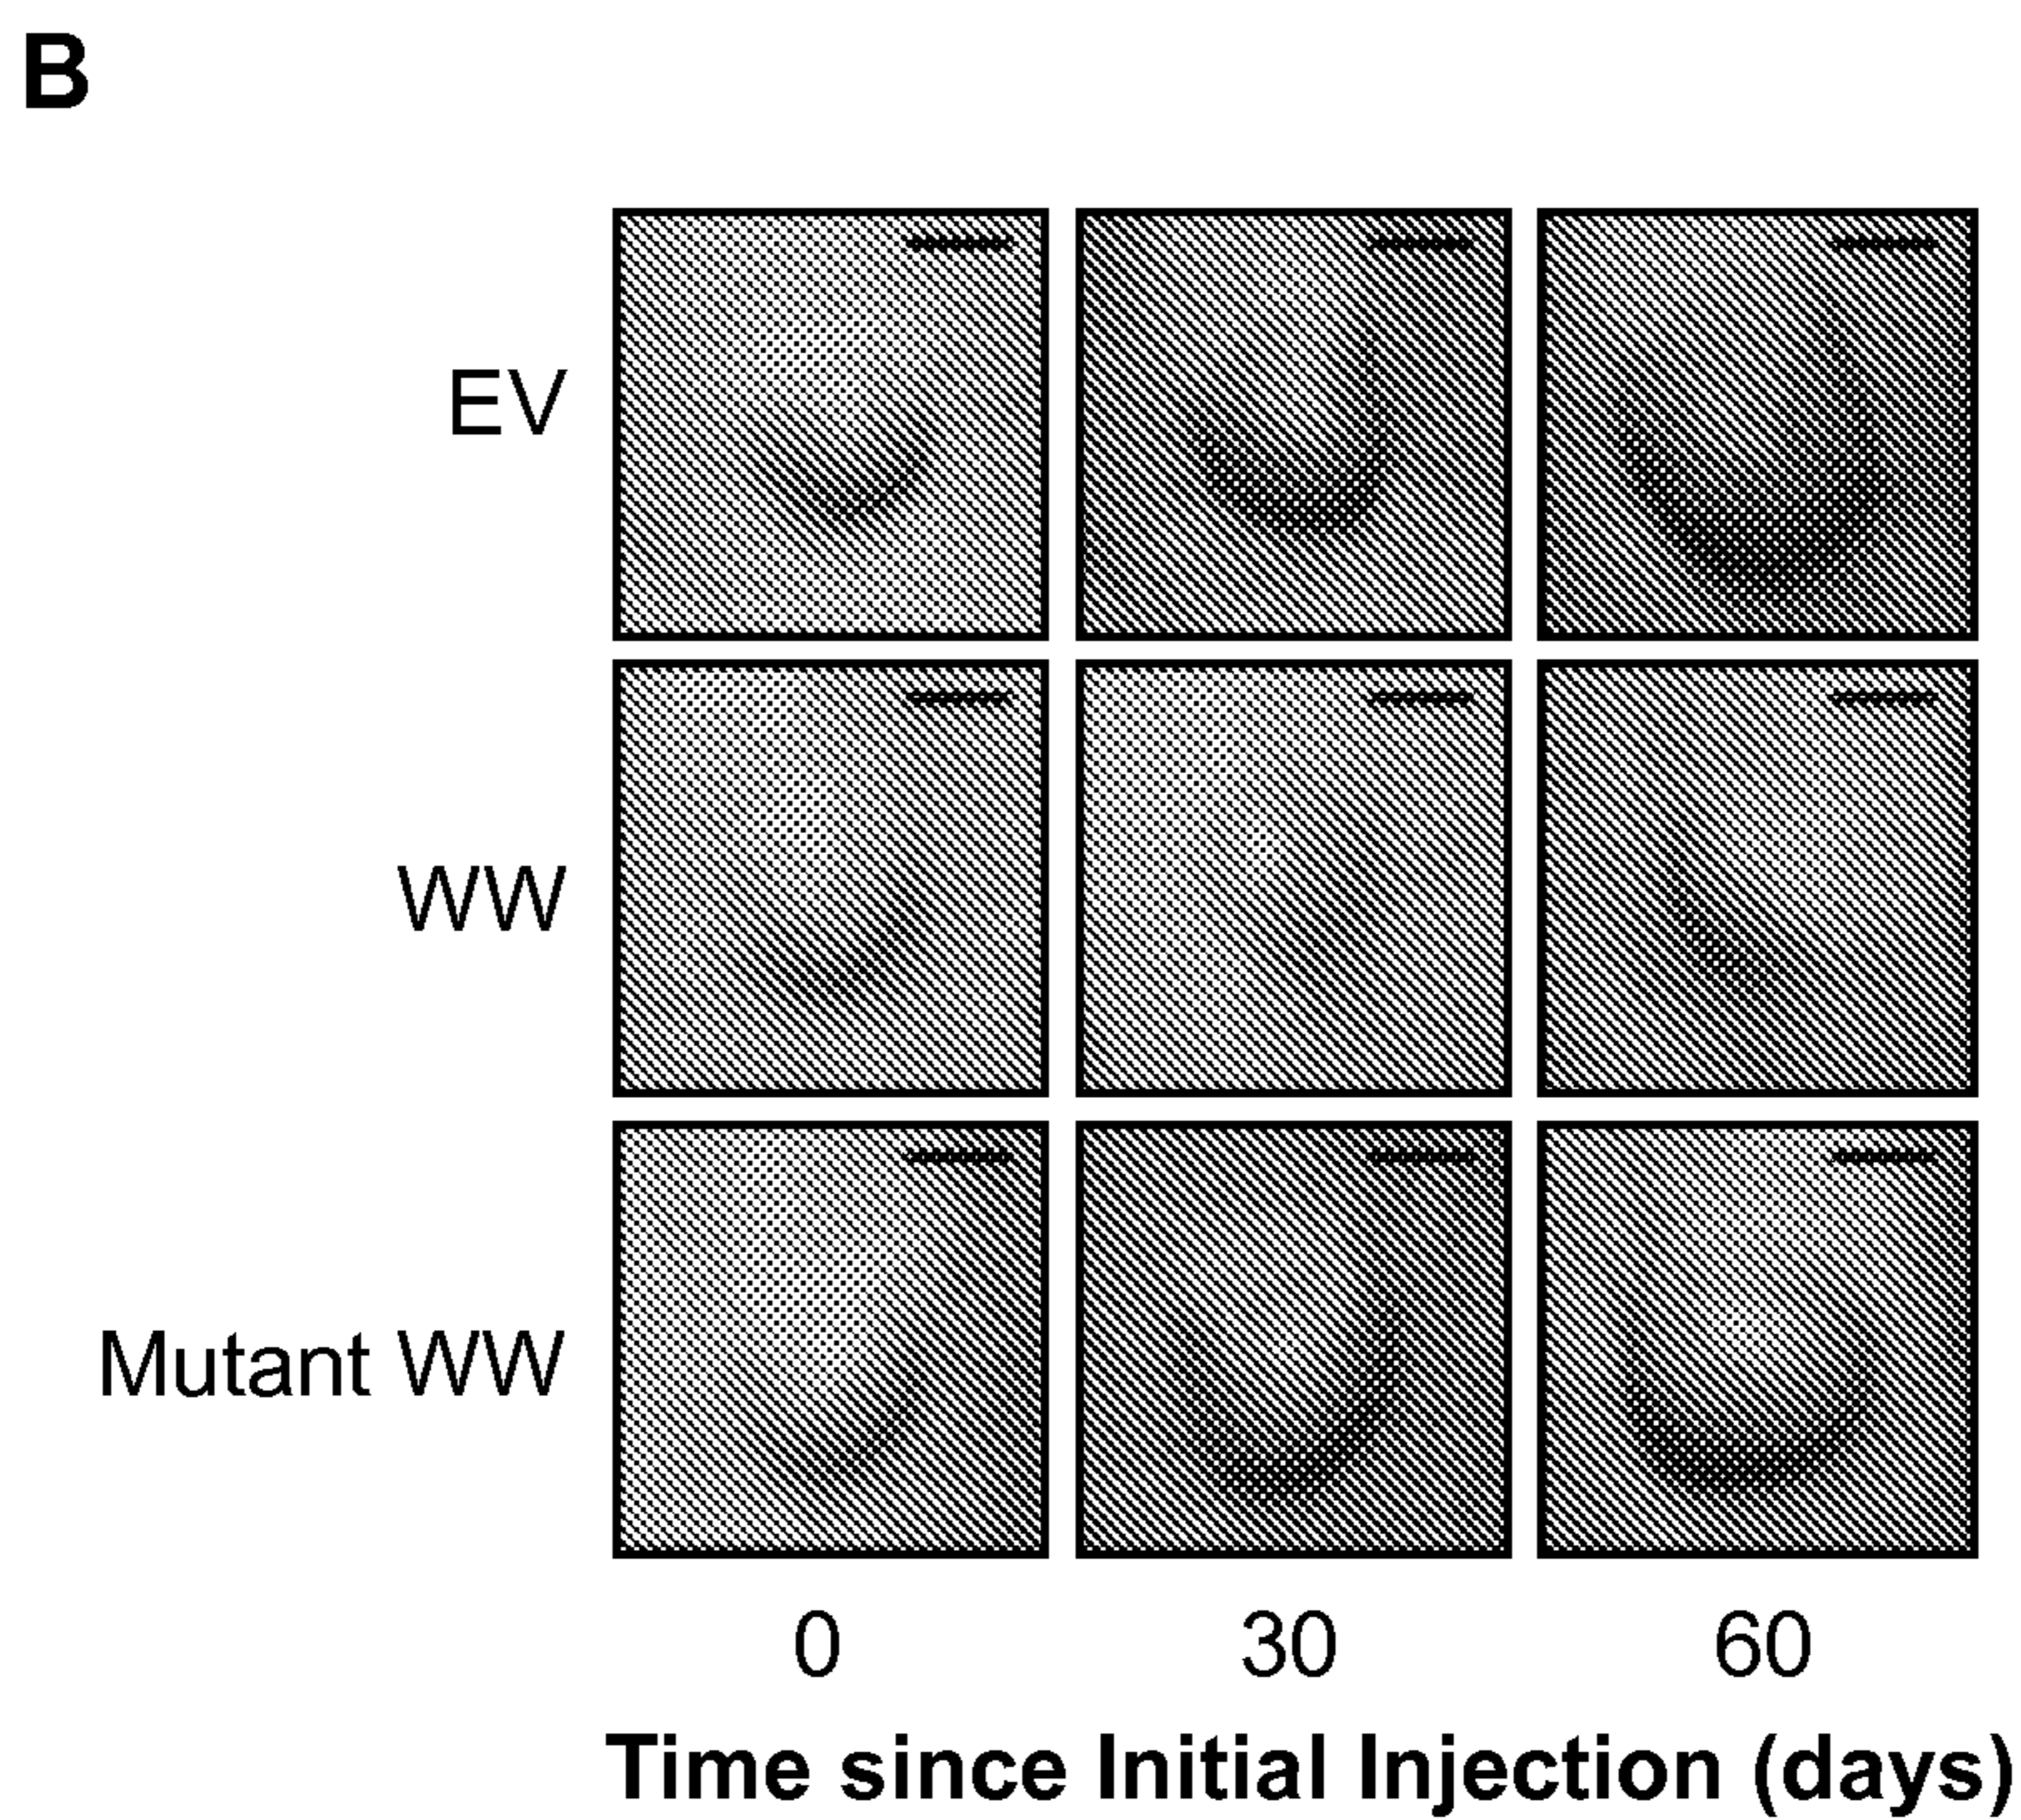 B
EV
WW
Mutant WW
0 30 60
Time since Initial Injection (days)